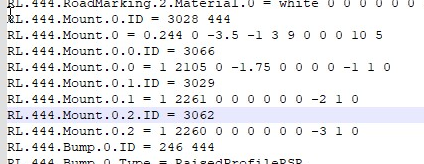 RL.444.RoadMarking.2.Material.0 = white 0 0 0 0 0 0
RL.444.Mount.0.ID = 3028 444
RL.444.Mount.0 = 0.244 0 -3.5 -1 3 9 0 0 0 10 5
RL.444.Mount.0.0.ID = 3066
RL.444.Mount.0.0 = 1 2105 0 -1.75 0 0 0 0 -1 1 0
RL.444.Mount.0.1.ID = 3029
RL.444.Mount.0.1 = 1 2261 0 0 0 0 0 0 -2 1 0
RL.444.Mount.0.2.ID = 3062
RL.444.Mount.0.2 = 1 2260 0 0 0 0 0 0 -3 1 0
RL.444.Bump.0.ID = 246 444
RL.444.Bump.0.Type = RaisedProfileRSP